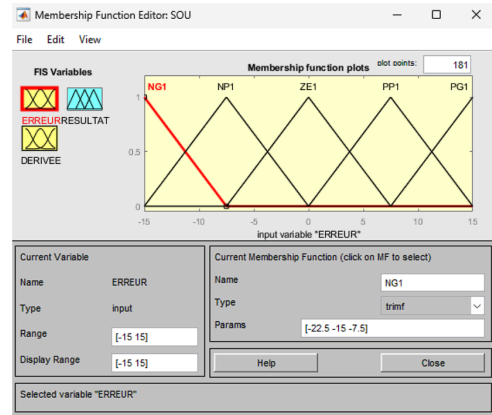 Membership Function Editor: SOU
File Edit View
FIS Variables
Membership function plots plot points: 181
ERREUR RESULTAT
DERIVEE
NG1 NP1 ZE1 PP1 PG1
1
0.5
0
-15 -10 -5 0 5 10 15
input variable "ERREUR"
Current Variable
Name ERREUR
Type input
Range [-15 15]
Display Range [-15 15]
Current Membership Function (click on MF to select)
Name NG1
Type trimf
Params [-22.5 -15 -7.5]
Help Close
Selected variable "ERREUR"